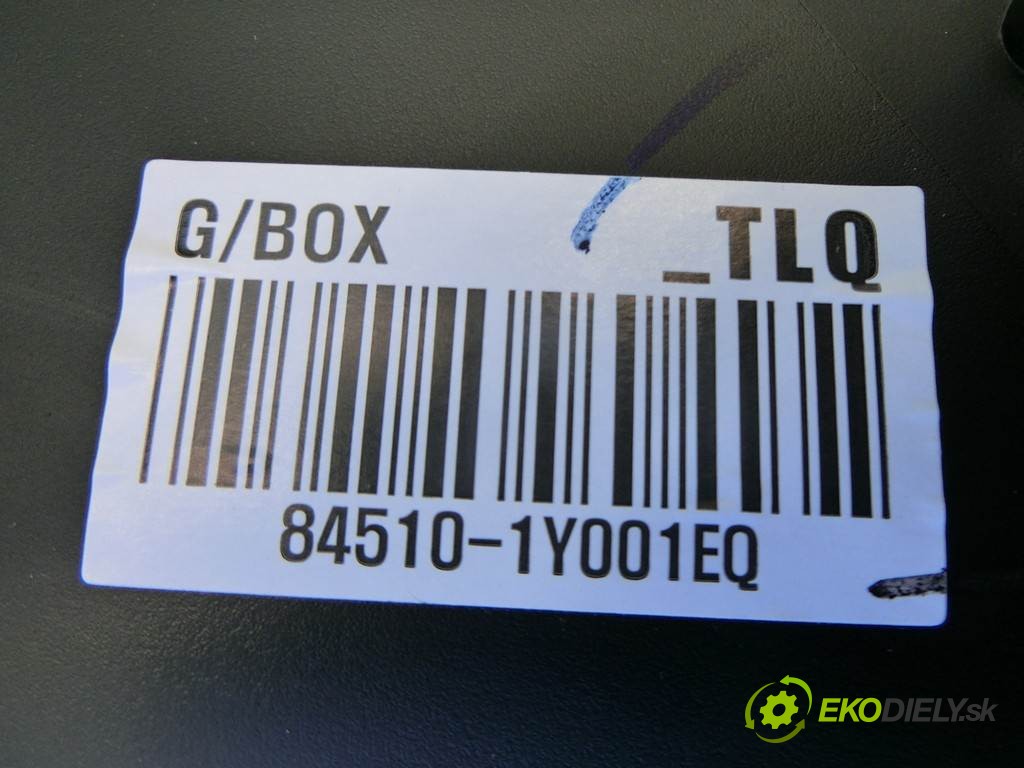 G/BOX _TLQ
84510-1Y001EQ
EKODIELY.sk